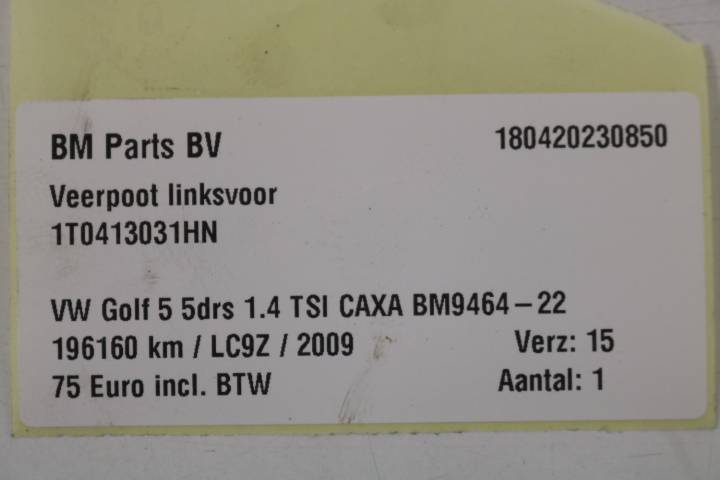 BM Parts BV 180420230850
Veerpoot linksvoor
1T0413031HN
VW Golf 5 5drs 1.4 TSI CAXA BM9464-22
196160 km / LC9Z / 2009 Verz: 15
75 Euro incl. BTW Aantal: 1